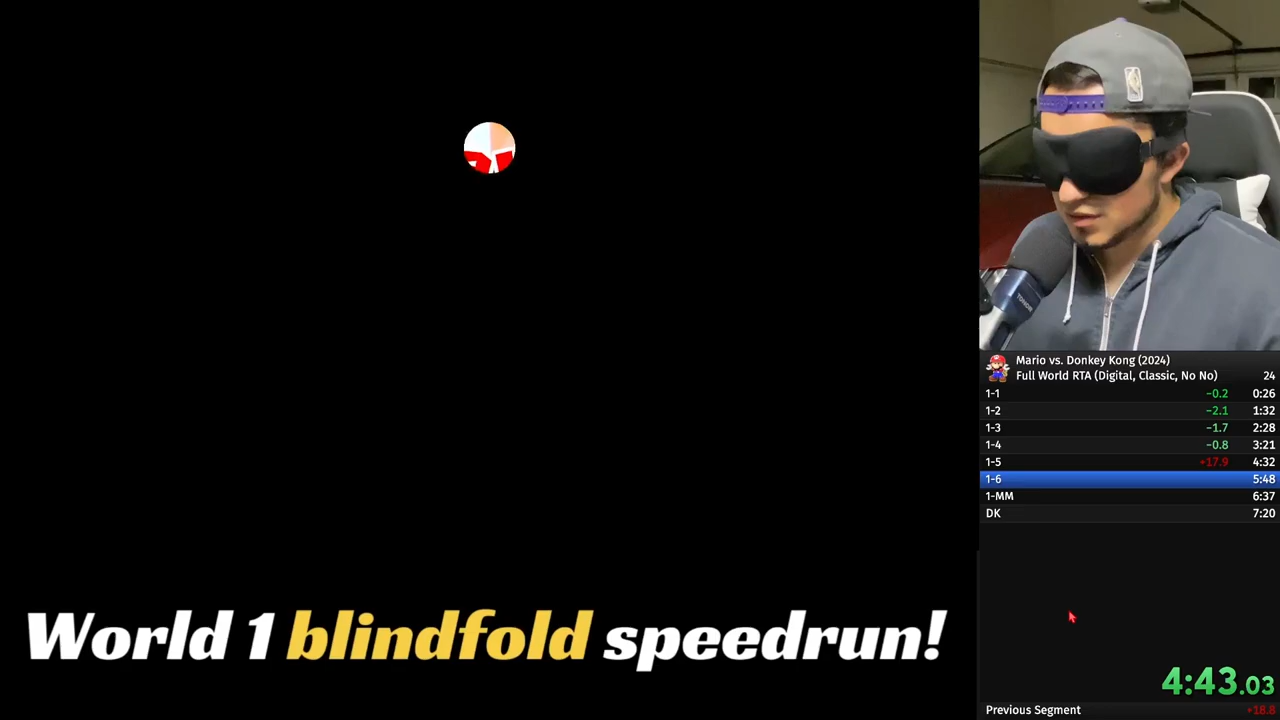 World 1 blindfold speedrun!
TONOR
Mario vs. Donkey Kong (2024)
Full World RTA (Digital, Classic, No No) 24
1-1 -0.2 0:26
1-2 -2.1 1:32
1-3 -1.7 2:28
1-4 -0.8 3:21
1-5 +17.9 4:32
1-6 5:48
1-MM 6:37
DK 7:20
4:43.03
Previous Segment +18.8